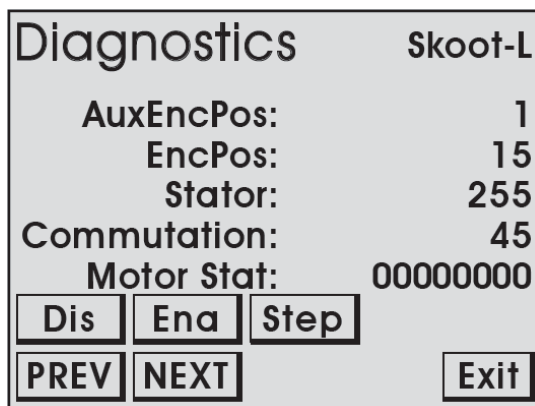 Diagnostics Skoot-L
AuxEncPos: 1
EncPos: 15
Stator: 255
Commutation: 45
Motor Stat: 00000000
Dis Ena Step
PREV NEXT Exit